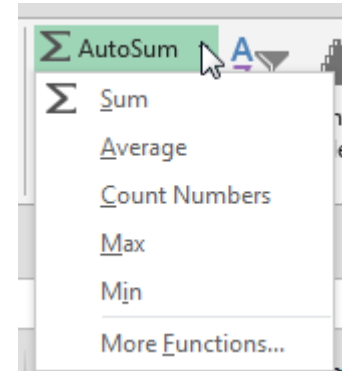 Σ AutoSum
Σ Sum
Average
Count Numbers
Max
Min
More Functions...